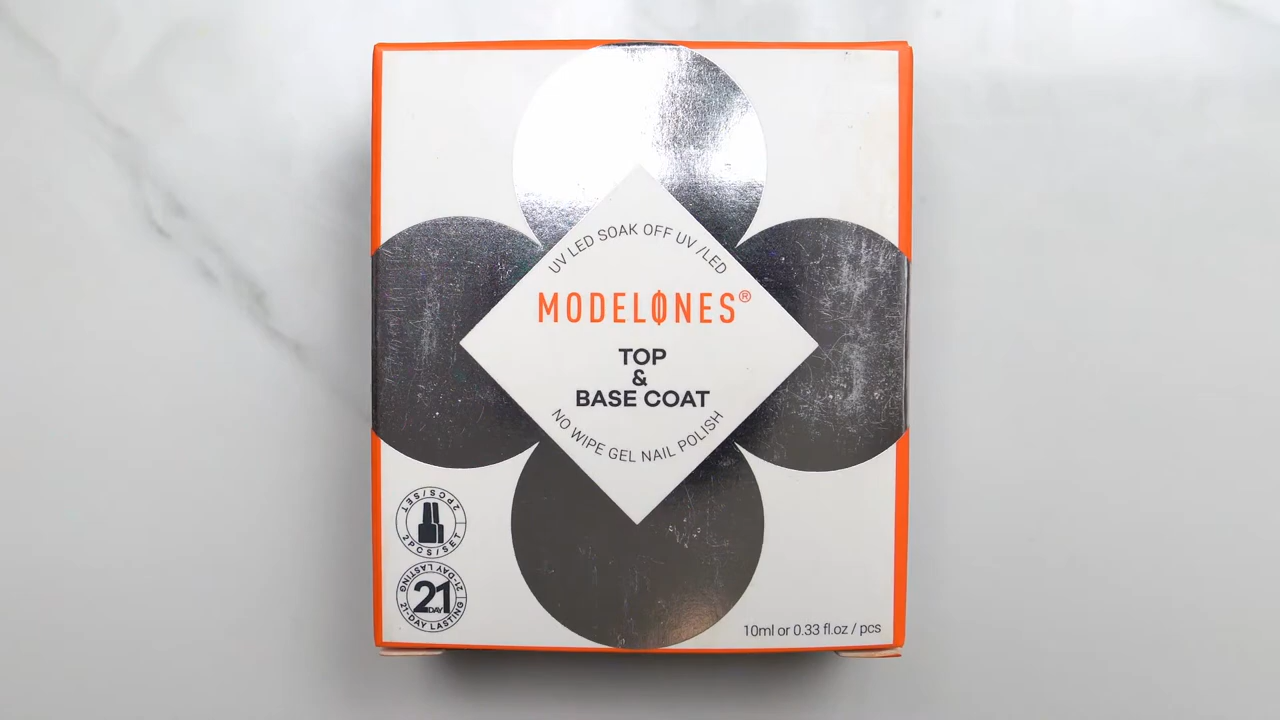 UV LED SOAK OFF UV /LED
MODELONES®
TOP
&
BASE COAT
NO WIPE GEL NAIL POLISH
2PCS/SET
2PCS/SET
21-DAY LASTING
21
DAY
21-DAY LASTING
10ml or 0.33 fl.oz / pcs